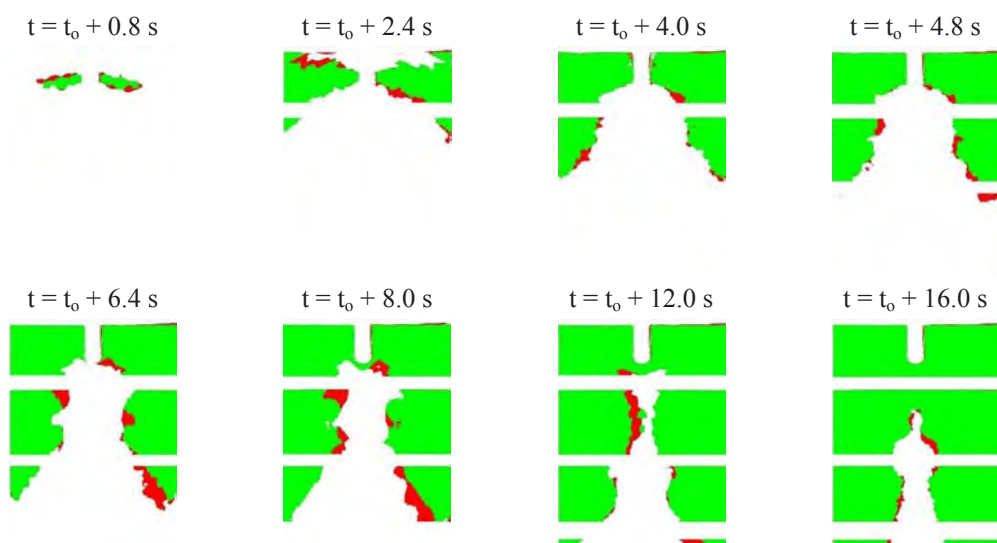 t = tₒ + 0.8 s
t = tₒ + 2.4 s
t = tₒ + 4.0 s
t = tₒ + 4.8 s
t = tₒ + 6.4 s
t = tₒ + 8.0 s
t = tₒ + 12.0 s
t = tₒ + 16.0 s